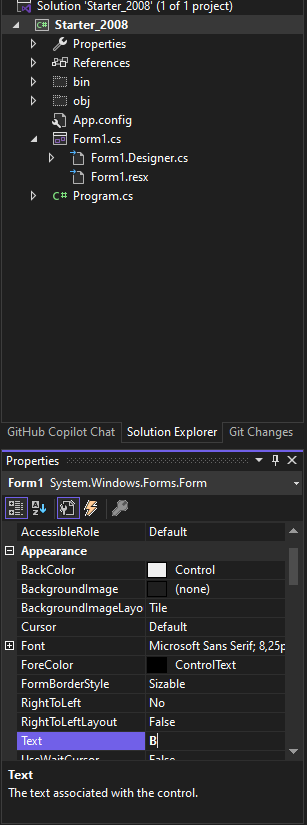 Solution 'Starter_2008' (1 of 1 project)
Starter_2008
Properties
References
bin
obj
App.config
Form1.cs
Form1.Designer.cs
Form1.resx
C# Program.cs
GitHub Copilot Chat Solution Explorer Git Changes
Properties
Form1 System.Windows.Forms.Form
AccessibleRole Default
Appearance
BackColor Control
BackgroundImage (none)
BackgroundImageLayo Tile
Cursor Default
Font Microsoft Sans Serif; 8,25p
ForeColor ControlText
FormBorderStyle Sizable
RightToLeft No
RightToLeftLayout False
Text B
UseWaitCursor False
Text
The text associated with the control.